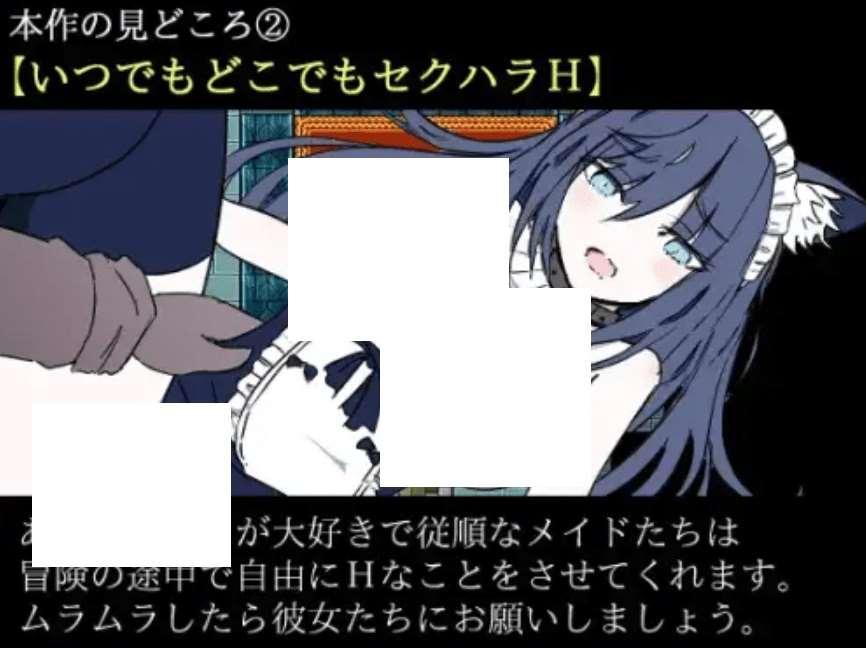 本作の見どころ②
【いつでもどこでもセクハラH】
が大好きで従順なメイドたちは
冒険の途中で自由にHなことをさせてくれます。
ムラムラしたら彼女たちにお願いしましょう。